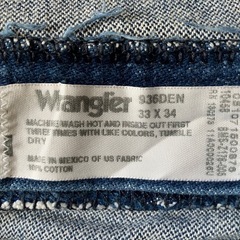 Wrangler 936DEN
33 X 34
MACHINE WASH HOT AND INSIDE OUT FIRST
THREE TIMES WITH LIKE COLORS, TUMBLE
DRY
MADE IN MEXICO OF US FABRIC
100% COTTON